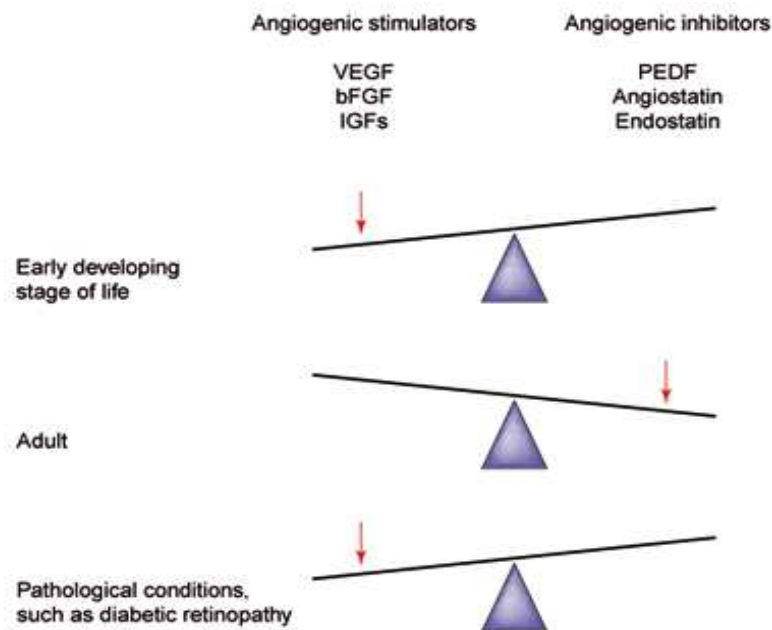 Angiogenic stimulators
Angiogenic inhibitors
VEGF
bFGF
IGFs
PEDF
Angiostatin
Endostatin
Early developing
stage of life
Adult
Pathological conditions,
such as diabetic retinopathy